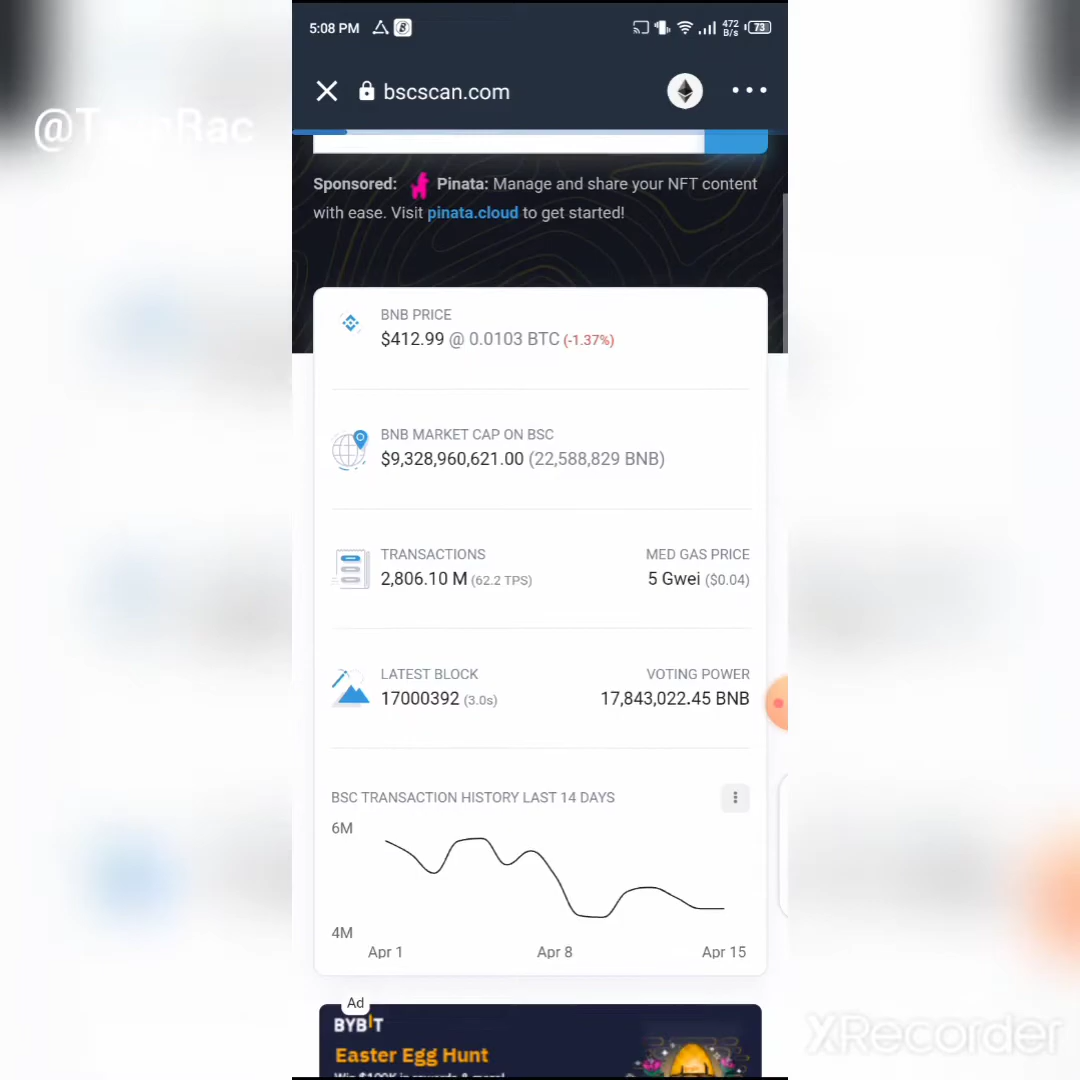 5:08 PM
472
B/s
73
bscscan.com
Sponsored: Pinata: Manage and share your NFT content
with ease. Visit pinata.cloud to get started!
BNB PRICE
$412.99 @ 0.0103 BTC (-1.37%)
BNB MARKET CAP ON BSC
$9,328,960,621.00 (22,588,829 BNB)
TRANSACTIONS
2,806.10 M (62.2 TPS)
MED GAS PRICE
5 Gwei ($0.04)
LATEST BLOCK
17000392 (3.0s)
VOTING POWER
17,843,022.45 BNB
BSC TRANSACTION HISTORY LAST 14 DAYS
6M
4M
Apr 1 Apr 8 Apr 15
Ad
BYBIT
Easter Egg Hunt
XRecorder